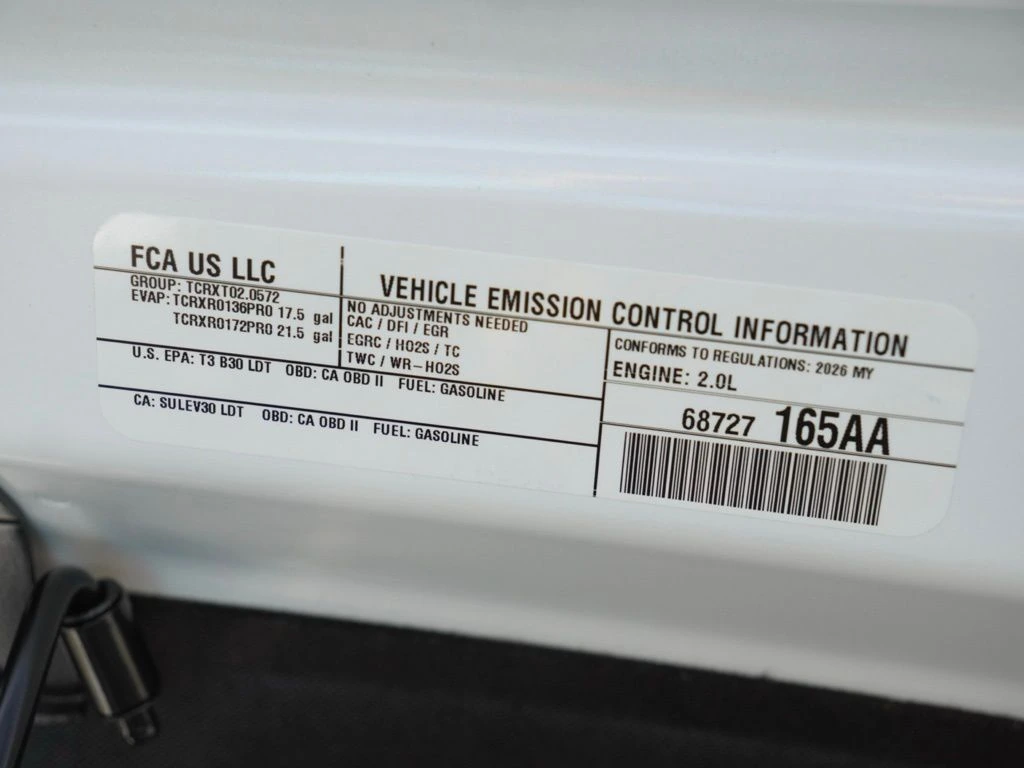 FCA US LLC
GROUP: TCRXT02.0572
EVAP: TCRXR0136PR0 17.5 gal
TCRXR0172PR0 21.5 gal
VEHICLE EMISSION CONTROL INFORMATION
NO ADJUSTMENTS NEEDED
CAC / DFI / EGR
EGRC / HO2S / TC
TWC / WR-HO2S
CONFORMS TO REGULATIONS: 2026 MY
ENGINE: 2.0L
U.S. EPA: T3 B30 LDT OBD: CA OBD II FUEL: GASOLINE
CA: SULEV30 LDT OBD: CA OBD II FUEL: GASOLINE
68727 165AA